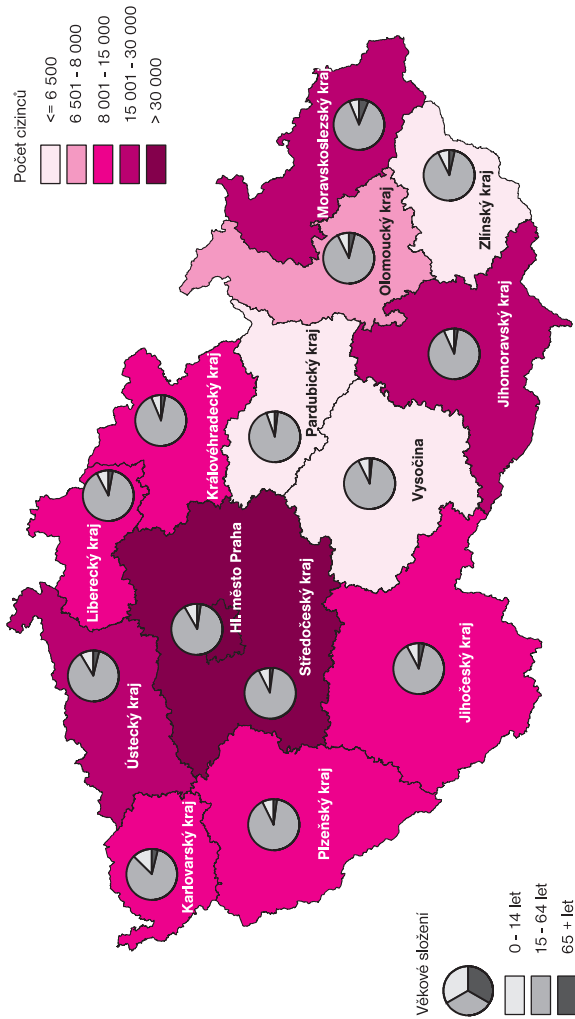 Počet cizinců
<= 6 500
6 501 - 8 000
8 001 - 15 000
15 001 - 30 000
> 30 000
Moravskoslezský kraj
Olomoucký kraj
Zlínský kraj
Jihomoravský kraj
Královéhradecký kraj
Pardubický kraj
Vysočina
Liberecký kraj
Hl. město Praha
Středočeský kraj
Jihočeský kraj
Ústecký kraj
Karlovarský kraj
Plzeňský kraj
Věkové složení
0 - 14 let
15 - 64 let
65 + let